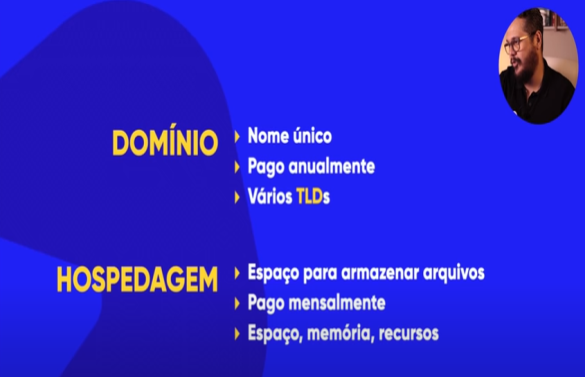 DOMÍNIO
Nome único
Pago anualmente
Vários TLDs
HOSPEDAGEM
Espaço para armazenar arquivos
Pago mensalmente
Espaço, memória, recursos